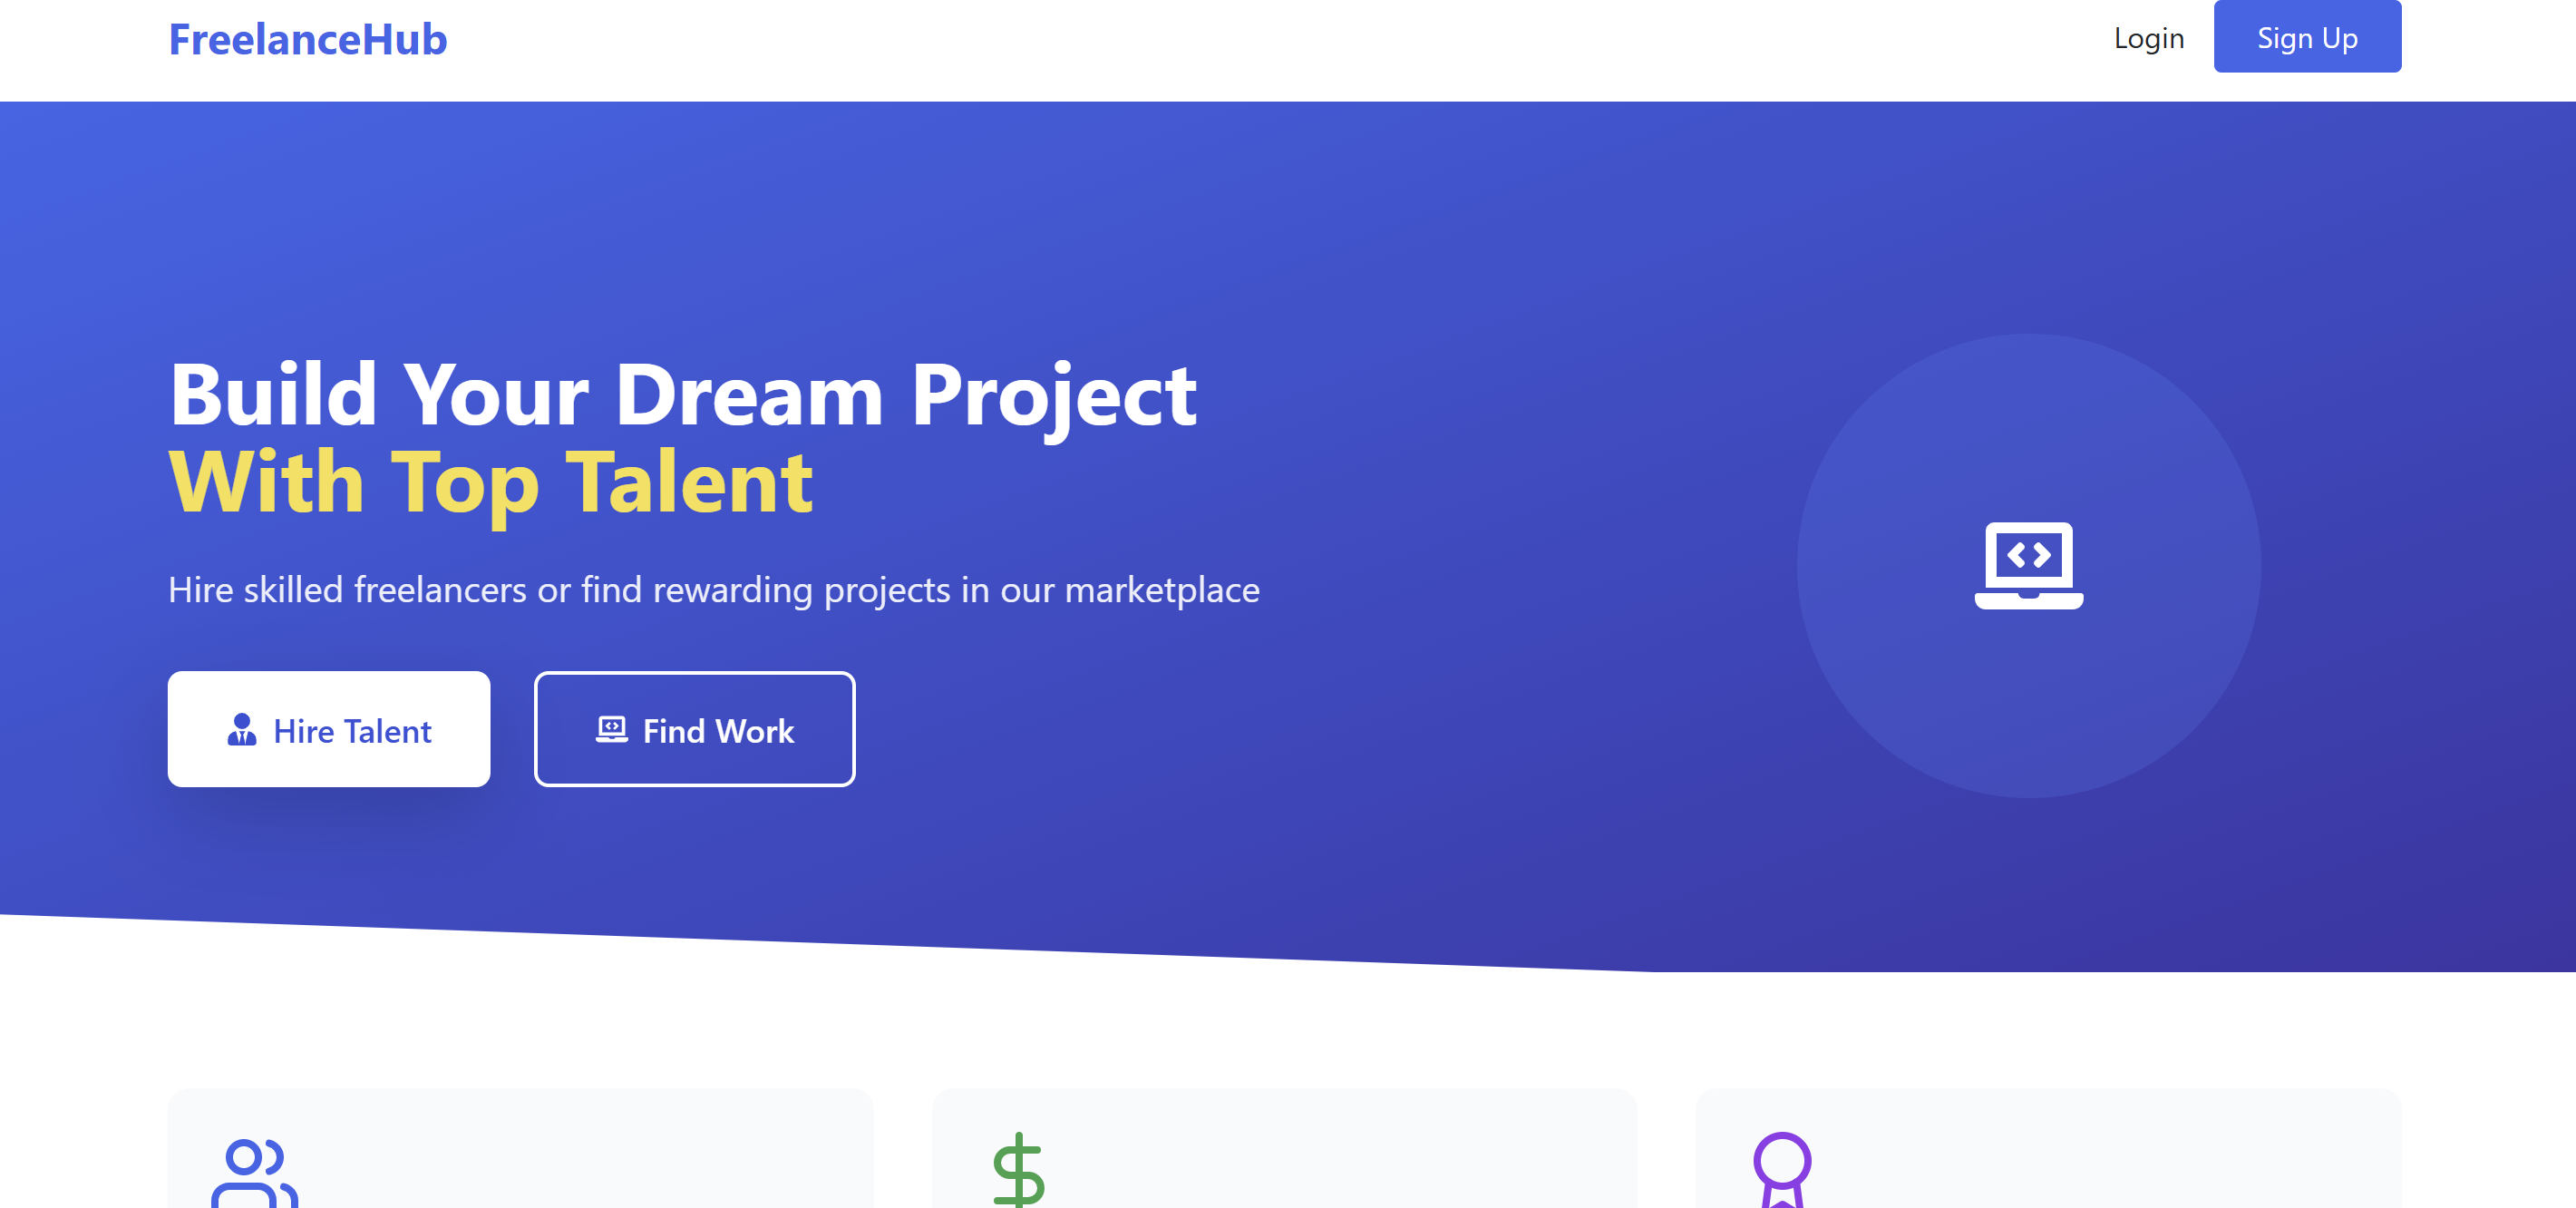 FreelanceHub
Login
Sign Up
Build Your Dream Project
With Top Talent
Hire skilled freelancers or find rewarding projects in our marketplace
Hire Talent
Find Work